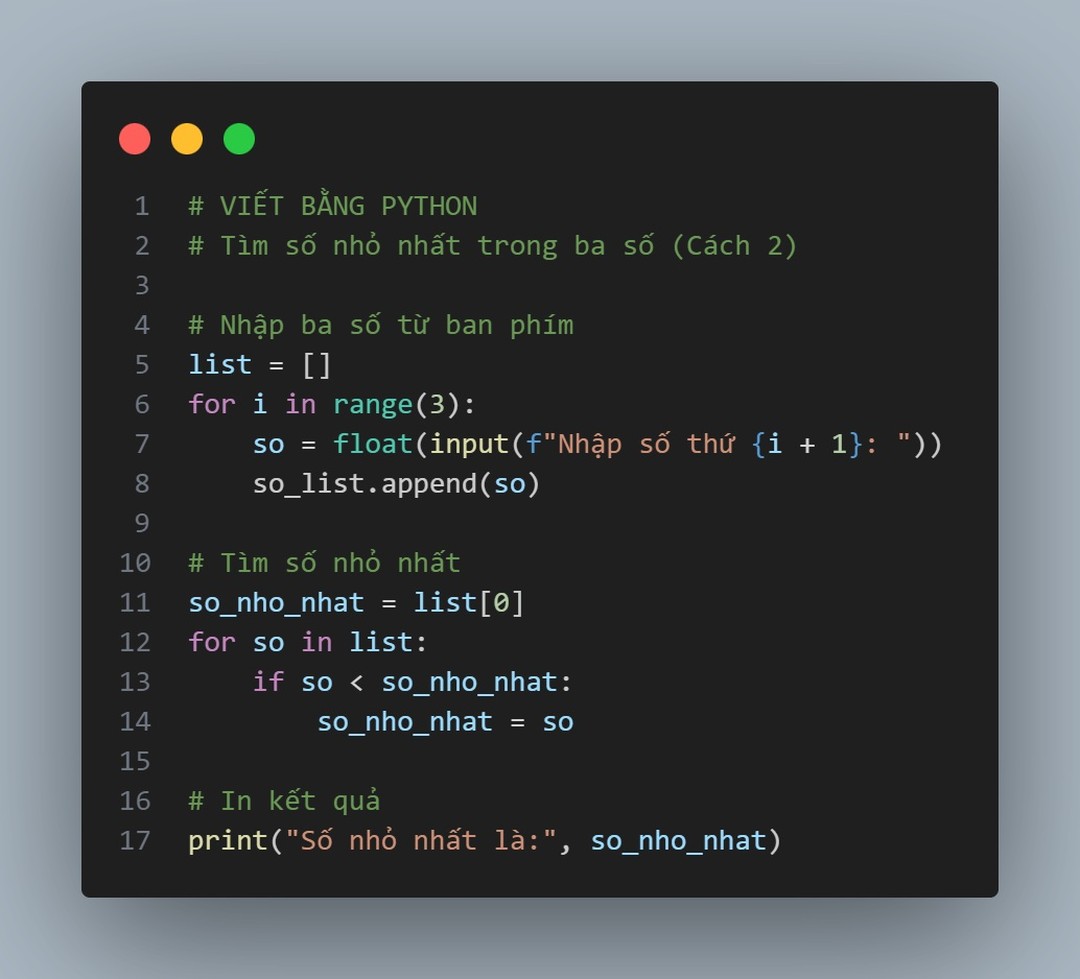 1 # VIẾT BẰNG PYTHON
2 # Tìm số nhỏ nhất trong ba số (Cách 2)
3
4 # Nhập ba số từ ban phím
5 list = []
6 for i in range(3):
7     so = float(input(f"Nhập số thứ {i + 1}: "))
8     so_list.append(so)
9
10 # Tìm số nhỏ nhất
11 so_nho_nhat = list[0]
12 for so in list:
13     if so < so_nho_nhat:
14         so_nho_nhat = so
15
16 # In kết quả
17 print("Số nhỏ nhất là:", so_nho_nhat)